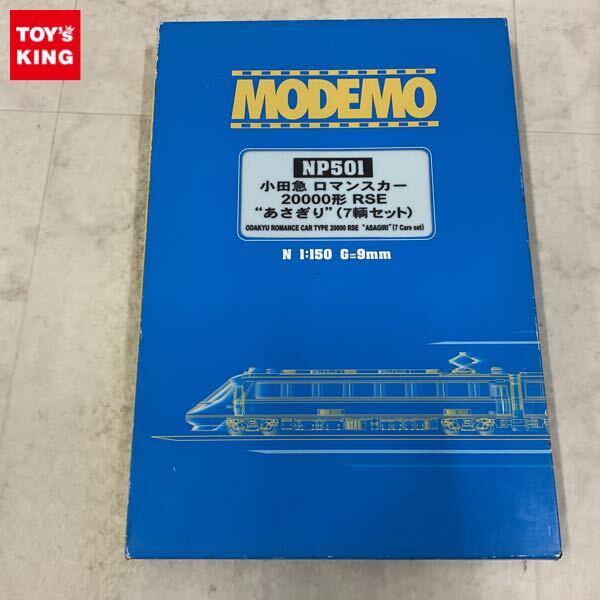 TOY's
KING
MODEMO
NP501
小田急 ロマンスカー
20000形 RSE
“あさぎり”(7輌セット)
ODAKYU ROMANCE CAR TYPE 20000 RSE “ASAGIRI”(7 Cars set)
N 1:150 G=9mm